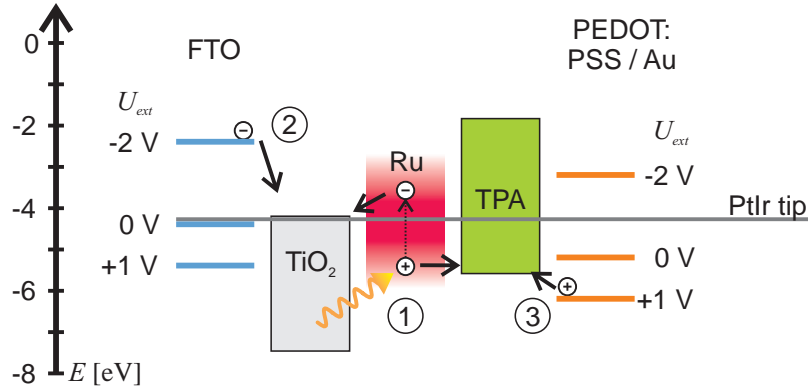 0
-2
-4
-6
-8
E [eV]
FTO
U_ext
-2 V
0 V
+1 V
−
2
TiO₂
Ru
−
+
1
TPA
3
+
PEDOT:
PSS / Au
U_ext
-2 V
0 V
+1 V
PtIr tip